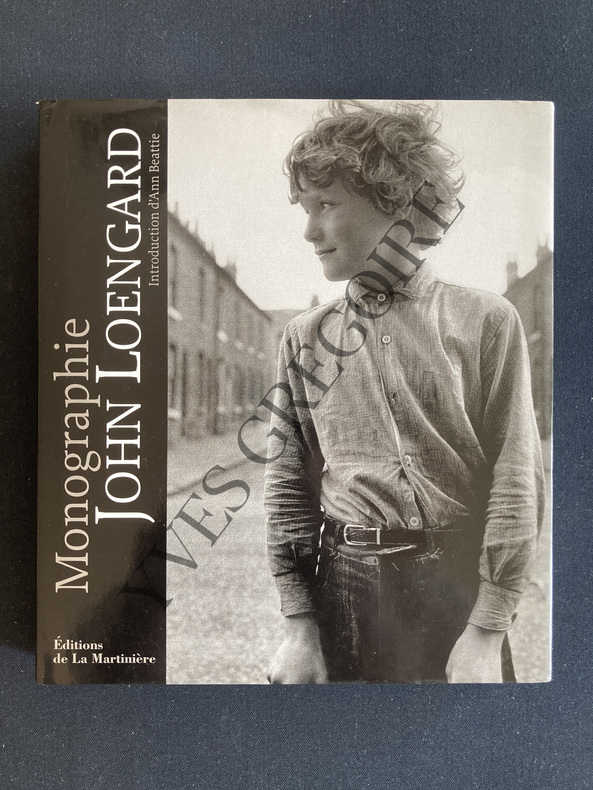 Monographie
JOHN LOENGARD
Introduction d'Ann Beattie
Éditions
de La Martinière
YVES GREGOIRE